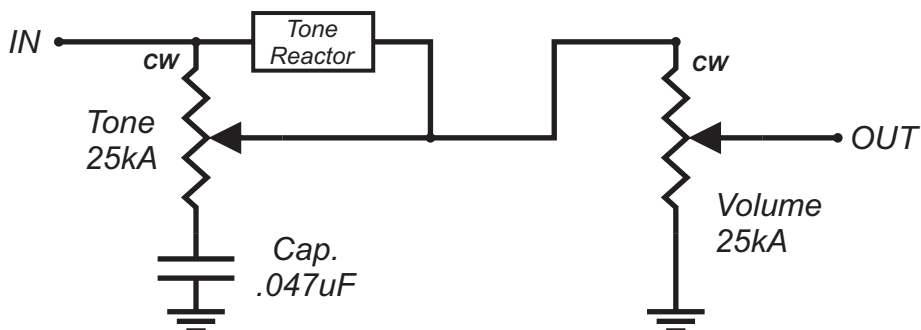 IN
CW
Tone
Reactor
CW
Tone
25kA
OUT
Volume
25kA
Cap.
.047uF